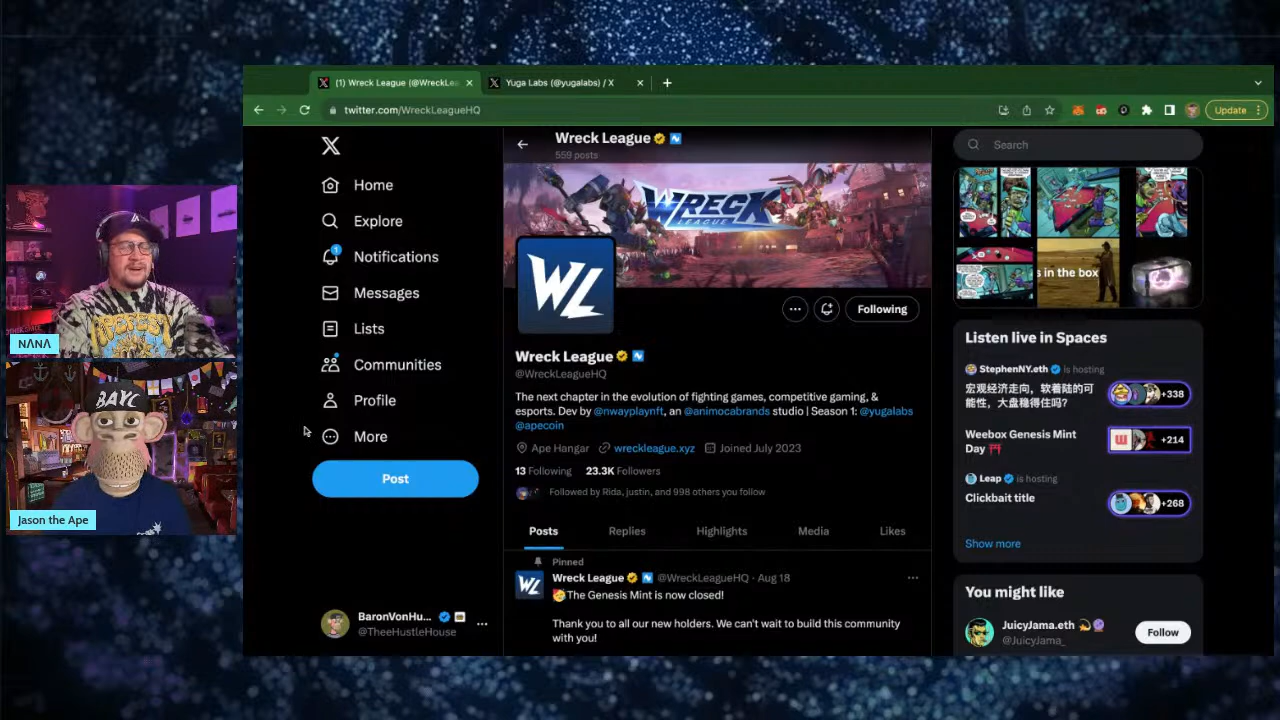 (1) Wreck League (@WreckLea
Yuga Labs (@yugalabs) / X
twitter.com/WreckLeagueHQ
Update
Wreck League
559 posts
Search
WRECK
LEAGUE
WL
s in the box
Home
Explore
1
Notifications
Messages
Lists
Communities
Profile
More
Post
Following
Wreck League
@WreckLeagueHQ
The next chapter in the evolution of fighting games, competitive gaming, &
esports. Dev by @nwayplaynft, an @animocabrands studio | Season 1: @yugalabs
@apecoin
Ape Hangar wreckleague.xyz Joined July 2023
13 Following 23.3K Followers
Followed by Rida, justin, and 998 others you follow
Posts Replies Highlights Media Likes
Pinned
Wreck League @WreckLeagueHQ · Aug 18
The Genesis Mint is now closed!
Thank you to all our new holders. We can't wait to build this community
with you!
BaronVonHu...
@TheeHustleHouse
Listen live in Spaces
StephenNY.eth is hosting
宏观经济走向，软着陆的可
能性，大盘稳得住吗?
+338
Weebox Genesis Mint
Day
+214
Leap is hosting
Clickbait title
+268
Show more
You might like
JuicyJama.eth
@JuicyJama_
Follow
NΛNΛ
BAYC
Jason the Ape